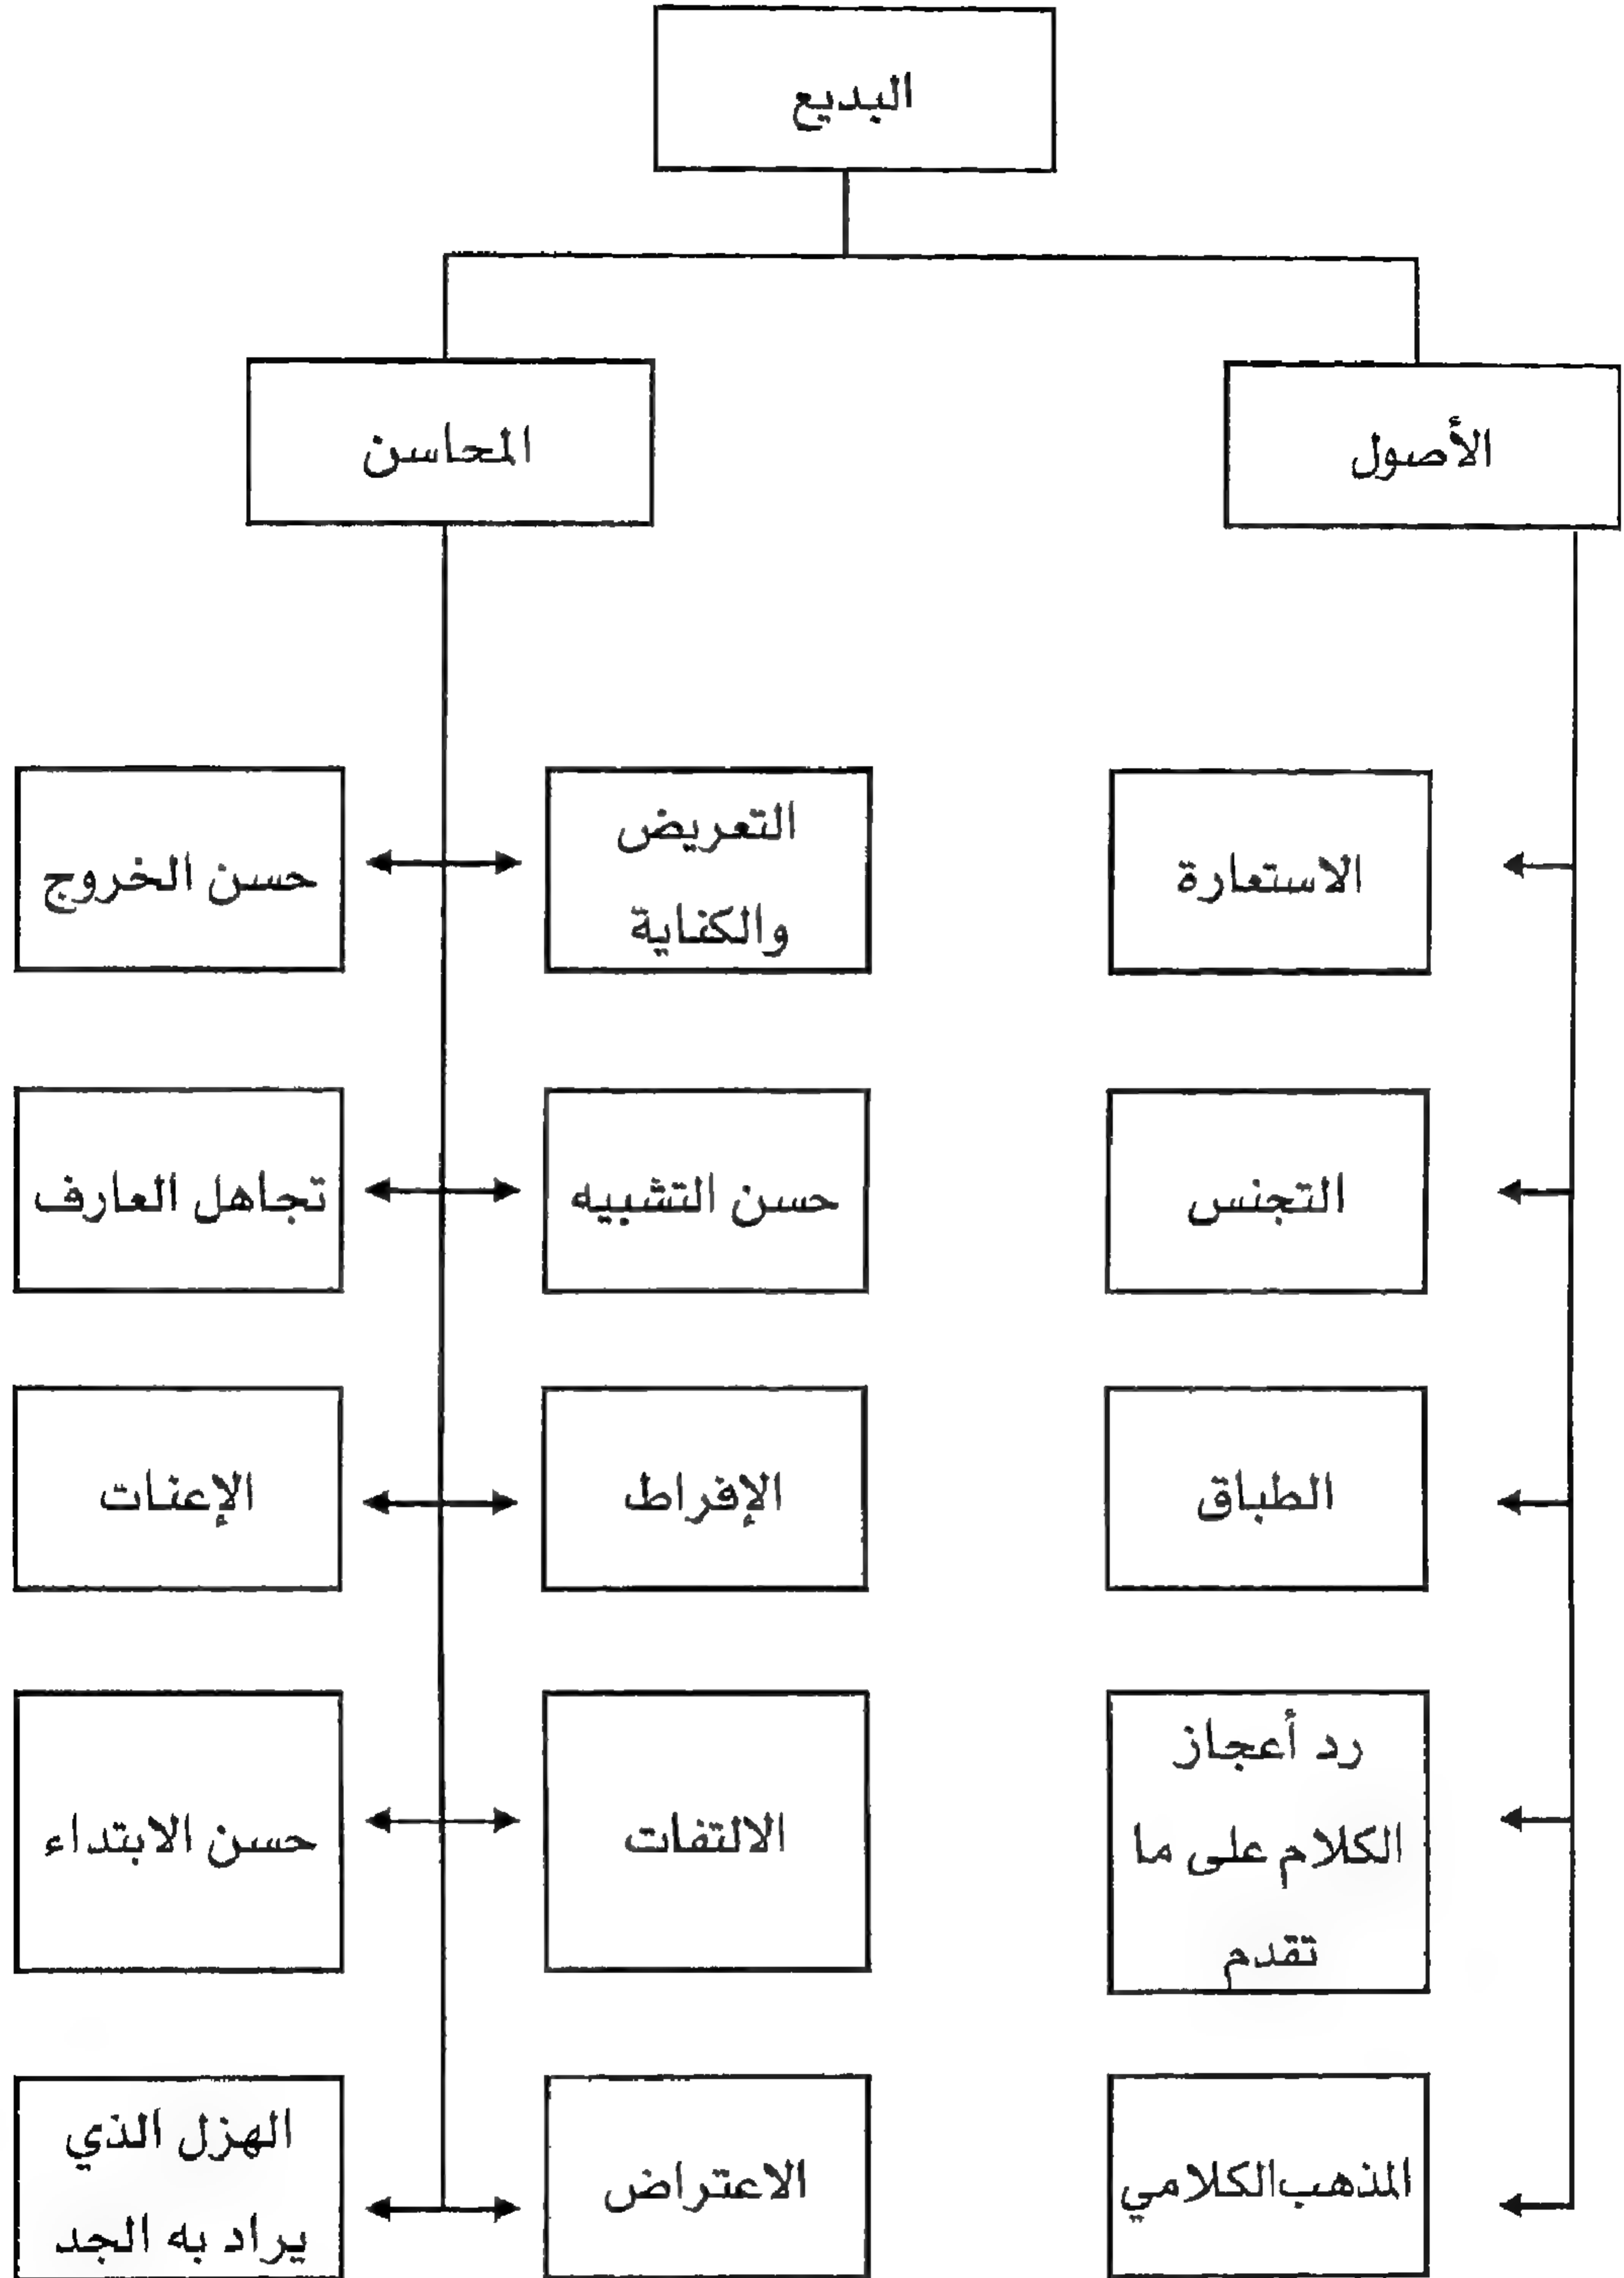 البديع
الأصول
المحاسن
الاستعارة
التعريض
والكناية
حسن الخروج
التجنس
حسن التشبيه
تجاهل العارف
الطباق
الإفراط
الإعنات
رد أعجاز
الكلام على ما
تقدم
الالتفات
حسن الابتداء
المذهب الكلامي
الاعتراض
الهزل الذي
يراد به الجد